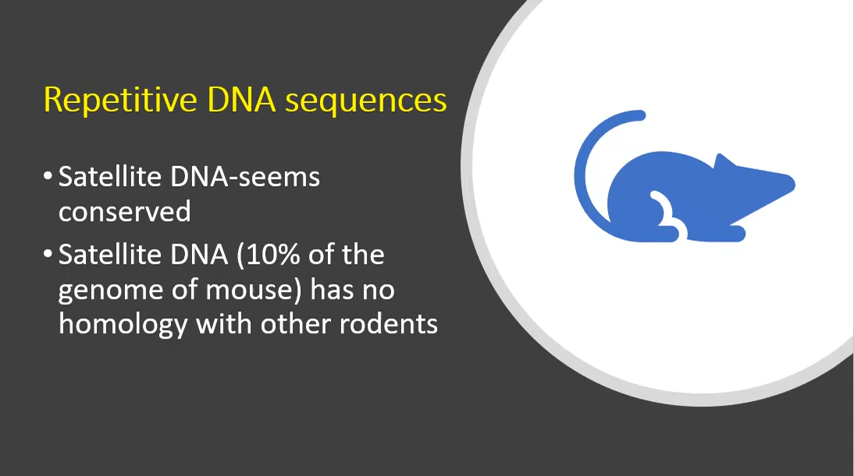 Repetitive DNA sequences
• Satellite DNA-seems
conserved
• Satellite DNA (10% of the
genome of mouse) has no
homology with other rodents